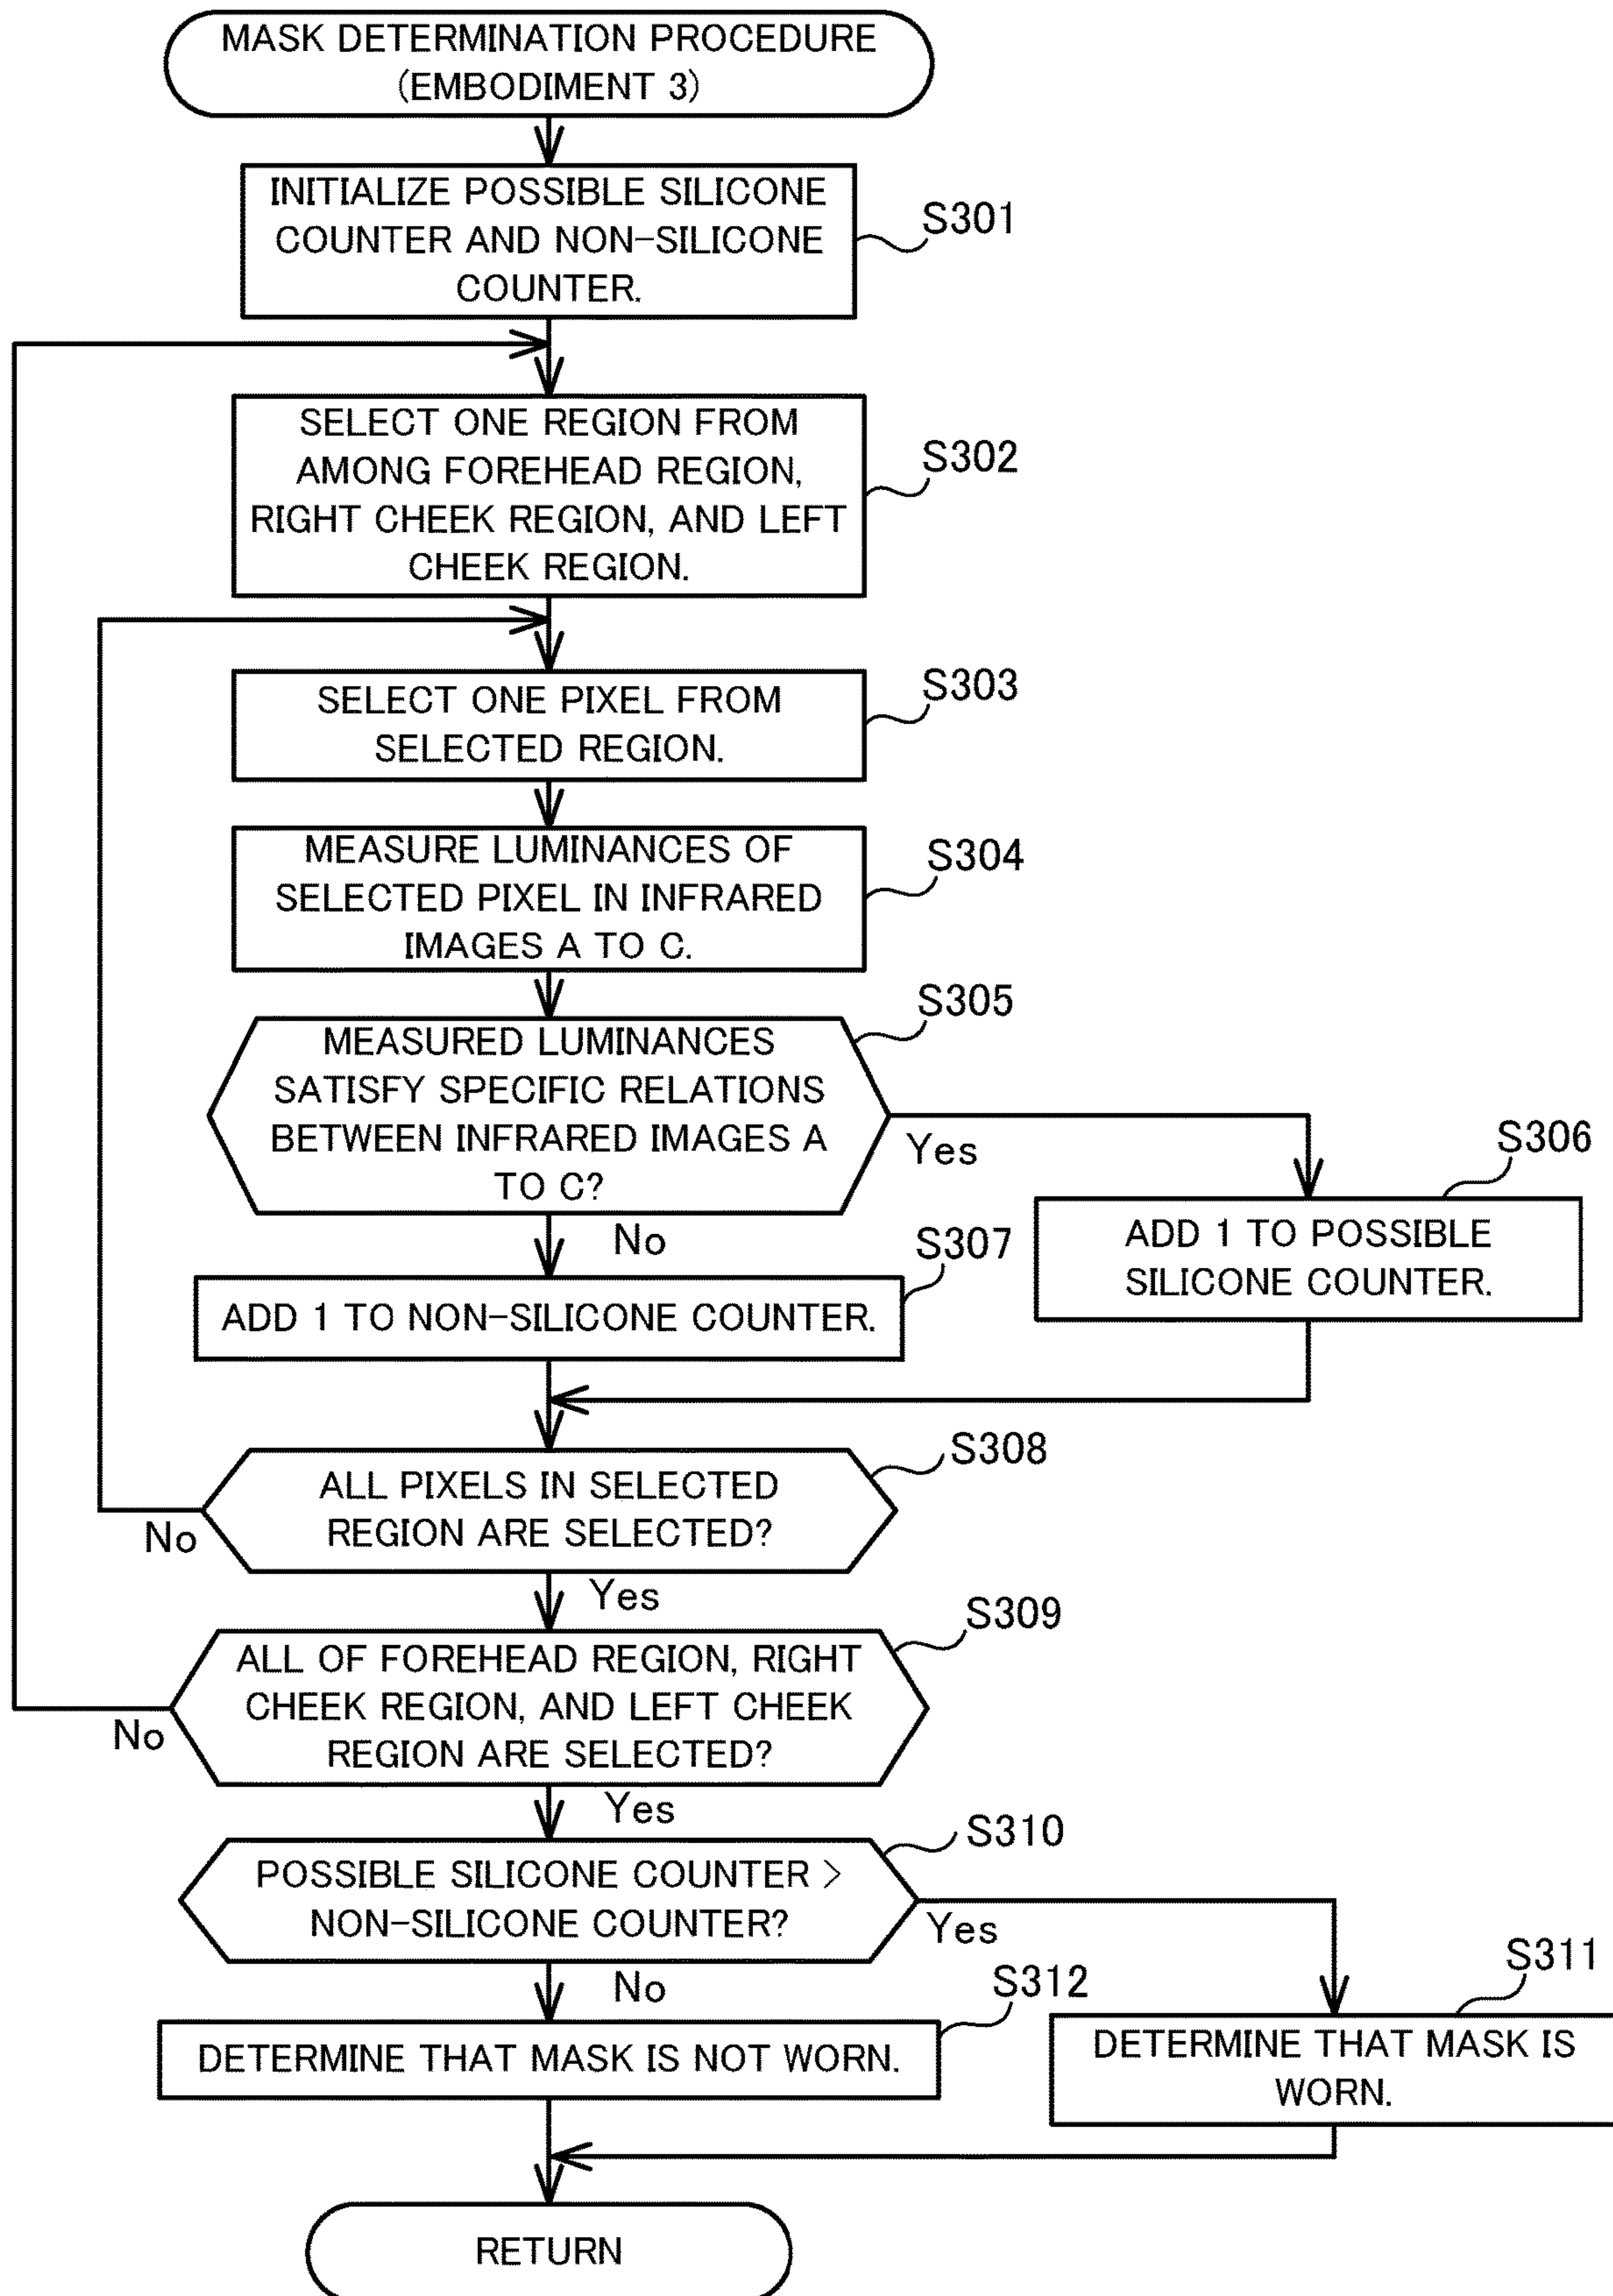 MASK DETERMINATION PROCEDURE
(EMBODIMENT 3)
INITIALIZE POSSIBLE SILICONE
COUNTER AND NON-SILICONE
COUNTER.
S301
SELECT ONE REGION FROM
AMONG FOREHEAD REGION,
RIGHT CHEEK REGION, AND LEFT
CHEEK REGION.
S302
SELECT ONE PIXEL FROM
SELECTED REGION.
S303
MEASURE LUMINANCES OF
SELECTED PIXEL IN INFRARED
IMAGES A TO C.
S304
MEASURED LUMINANCES
SATISFY SPECIFIC RELATIONS
BETWEEN INFRARED IMAGES A
TO C?
S305
Yes
No
ADD 1 TO POSSIBLE
SILICONE COUNTER.
S306
ADD 1 TO NON-SILICONE COUNTER.
S307
ALL PIXELS IN SELECTED
REGION ARE SELECTED?
S308
No
Yes
ALL OF FOREHEAD REGION, RIGHT
CHEEK REGION, AND LEFT CHEEK
REGION ARE SELECTED?
S309
No
Yes
POSSIBLE SILICONE COUNTER >
NON-SILICONE COUNTER?
S310
Yes
No
DETERMINE THAT MASK IS
WORN.
S311
DETERMINE THAT MASK IS NOT WORN.
S312
RETURN